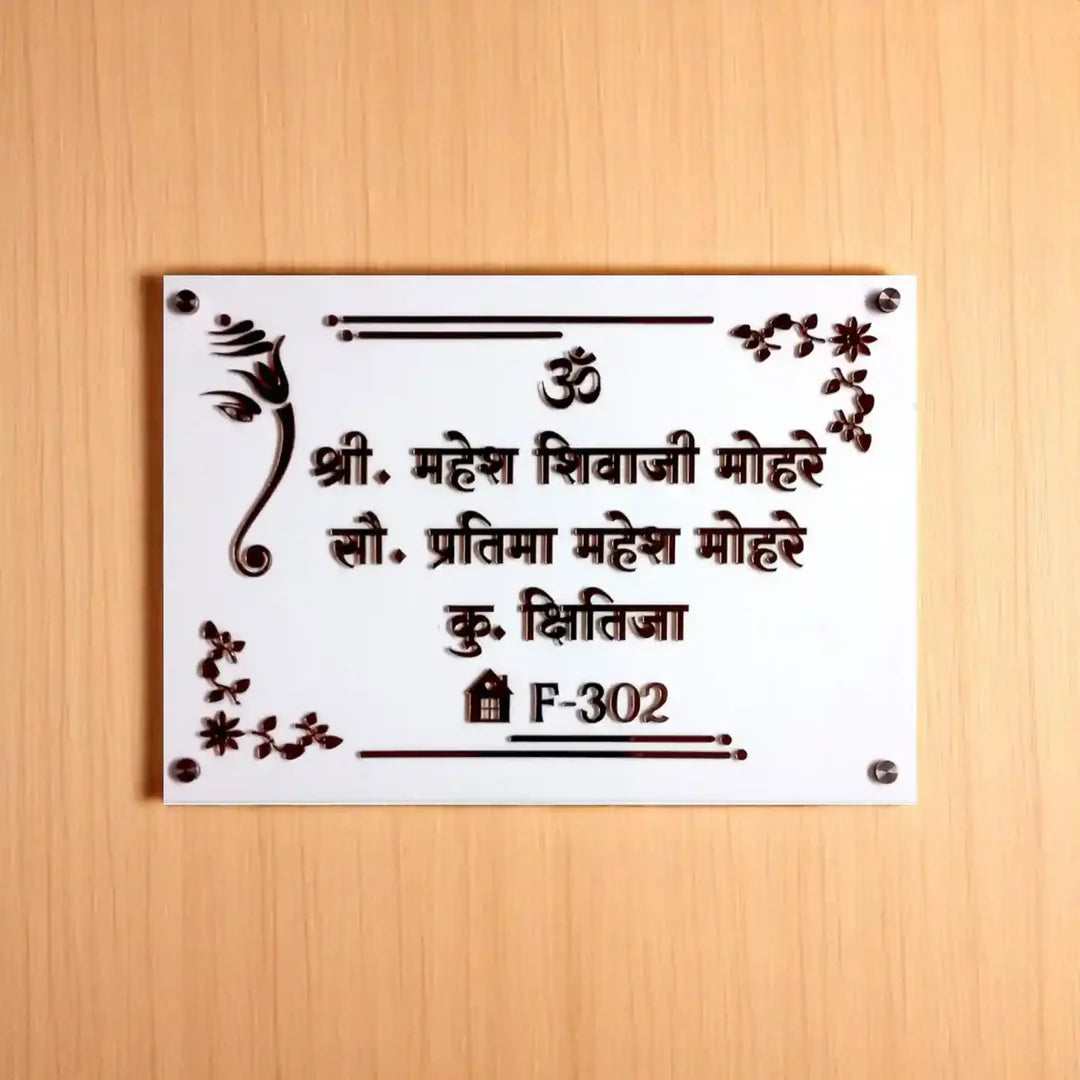 ॐ
श्री. महेश शिवाजी मोहरे
सौ. प्रतिमा महेश मोहरे
कु. क्षितिजा
F-302